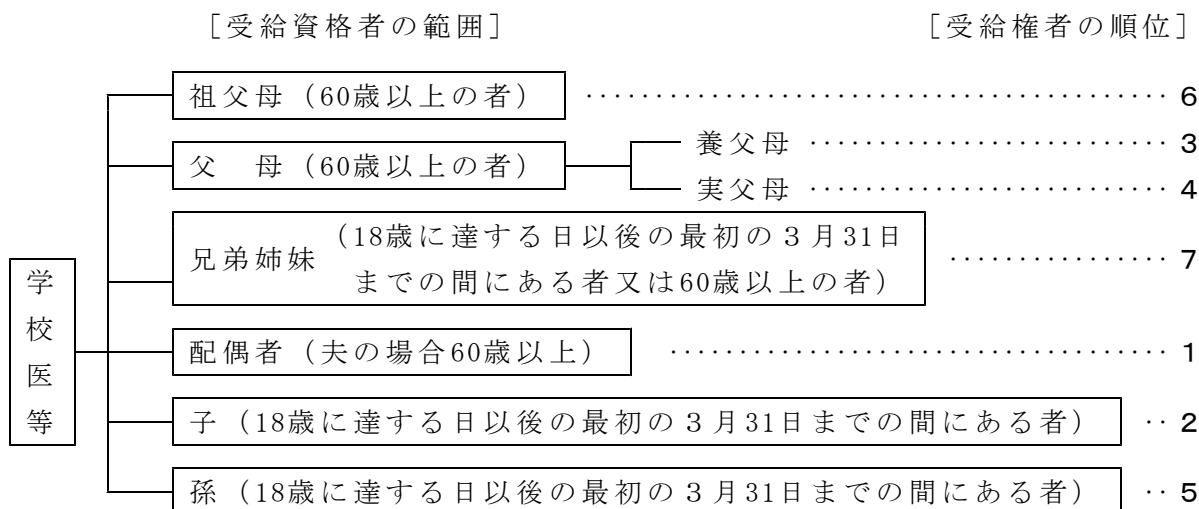 [受給資格者の範囲] [受給権者の順位]
祖父母（60歳以上の者） ‥‥‥‥‥‥‥‥‥‥‥‥‥‥‥‥‥‥‥‥‥ 6
父　母（60歳以上の者） 養父母 ‥‥‥‥‥‥‥‥‥‥‥‥‥ 3
実父母 ‥‥‥‥‥‥‥‥‥‥‥‥‥ 4
兄弟姉妹（18歳に達する日以後の最初の３月31日
までの間にある者又は60歳以上の者） ‥‥‥‥‥‥‥‥ 7
学校医等
配偶者（夫の場合60歳以上） ‥‥‥‥‥‥‥‥‥‥‥‥‥‥‥‥‥‥ 1
子（18歳に達する日以後の最初の３月31日までの間にある者） ‥ 2
孫（18歳に達する日以後の最初の３月31日までの間にある者） ‥ 5